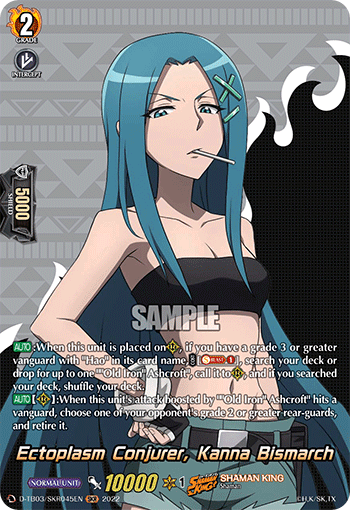 2
GRADE
INTERCEPT
5000
SHIELD
SAMPLE
AUTO:When this unit is placed on , if you have a grade 3 or greater
vanguard with "Hao" in its card name, COST [ BLAST 1], search your deck or
drop for up to one ""Old Iron" Ashcroft", call it to , and if you searched
your deck, shuffle your deck.
AUTO [ ]:When this unit's attack boosted by ""Old Iron" Ashcroft" hits a
vanguard, choose one of your opponent's grade 2 or greater rear-guards,
and retire it.
Ectoplasm Conjurer, Kanna Bismarch
NORMAL UNIT POWER 10000 1 SHAMAN KING SHAMAN KING
Shaman
D-TB03/SKR045EN SKR 2022 ©H.K/SK,TX